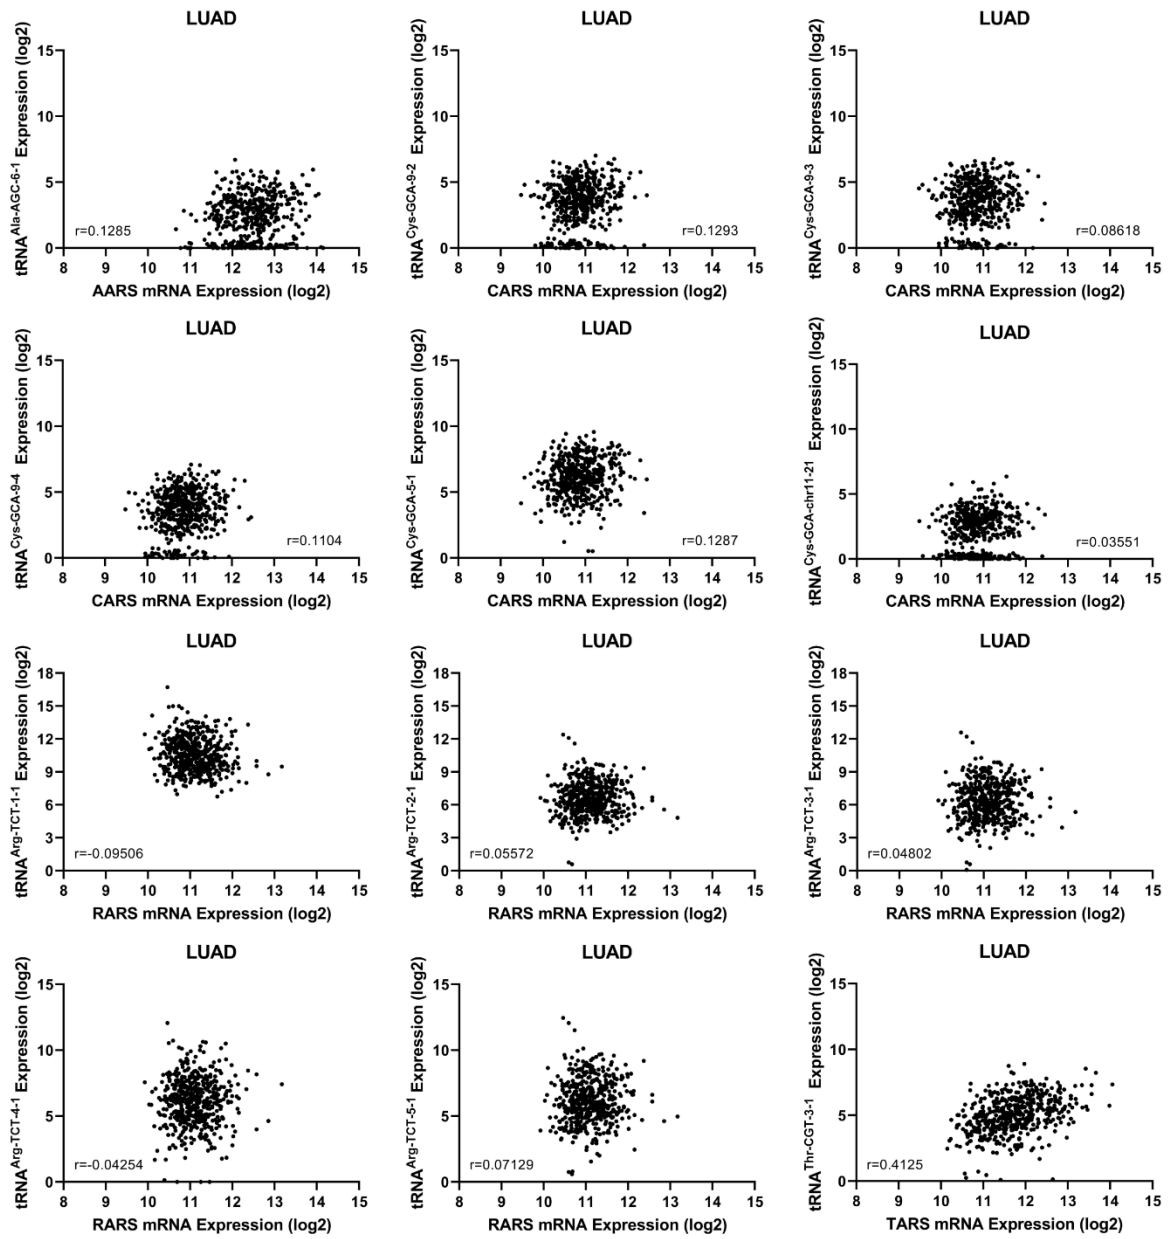 LUAD
tRNA^Ala-AGC-6-1 Expression (log2)
15
10
5
0
r=0.1285
8 9 10 11 12 13 14 15
AARS mRNA Expression (log2)
LUAD
tRNA^Cys-GCA-9-2 Expression (log2)
15
10
5
0
r=0.1293
8 9 10 11 12 13 14 15
CARS mRNA Expression (log2)
LUAD
tRNA^Cys-GCA-9-3 Expression (log2)
15
10
5
0
r=0.08618
8 9 10 11 12 13 14 15
CARS mRNA Expression (log2)
LUAD
tRNA^Cys-GCA-9-4 Expression (log2)
15
10
5
0
r=0.1104
8 9 10 11 12 13 14 15
CARS mRNA Expression (log2)
LUAD
tRNA^Cys-GCA-5-1 Expression (log2)
15
10
5
0
r=0.1287
8 9 10 11 12 13 14 15
CARS mRNA Expression (log2)
LUAD
tRNA^Cys-GCA-chr11-21 Expression (log2)
15
10
5
0
r=0.03551
8 9 10 11 12 13 14 15
CARS mRNA Expression (log2)
LUAD
tRNA^Arg-TCT-1-1 Expression (log2)
18
15
12
9
6
3
0
r=-0.09506
8 9 10 11 12 13 14 15
RARS mRNA Expression (log2)
LUAD
tRNA^Arg-TCT-2-1 Expression (log2)
18
15
12
9
6
3
0
r=0.05572
8 9 10 11 12 13 14 15
RARS mRNA Expression (log2)
LUAD
tRNA^Arg-TCT-3-1 Expression (log2)
18
15
12
9
6
3
0
r=0.04802
8 9 10 11 12 13 14 15
RARS mRNA Expression (log2)
LUAD
tRNA^Arg-TCT-4-1 Expression (log2)
15
10
5
0
r=-0.04254
8 9 10 11 12 13 14 15
RARS mRNA Expression (log2)
LUAD
tRNA^Arg-TCT-5-1 Expression (log2)
15
10
5
0
r=0.07129
8 9 10 11 12 13 14 15
RARS mRNA Expression (log2)
LUAD
tRNA^Thr-CGT-3-1 Expression (log2)
15
10
5
0
r=0.4125
8 9 10 11 12 13 14 15
TARS mRNA Expression (log2)